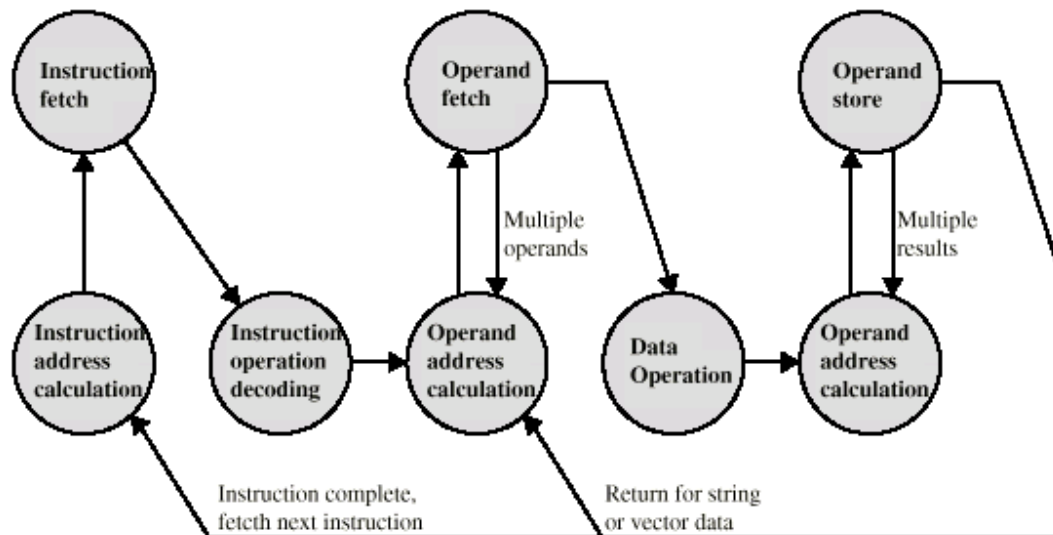 Instruction
fetch
Operand
fetch
Operand
store
Multiple
operands
Multiple
results
Instruction
address
calculation
Instruction
operation
decoding
Operand
address
calculation
Data
Operation
Operand
address
calculation
Instruction complete,
fetcth next instruction
Return for string
or vector data